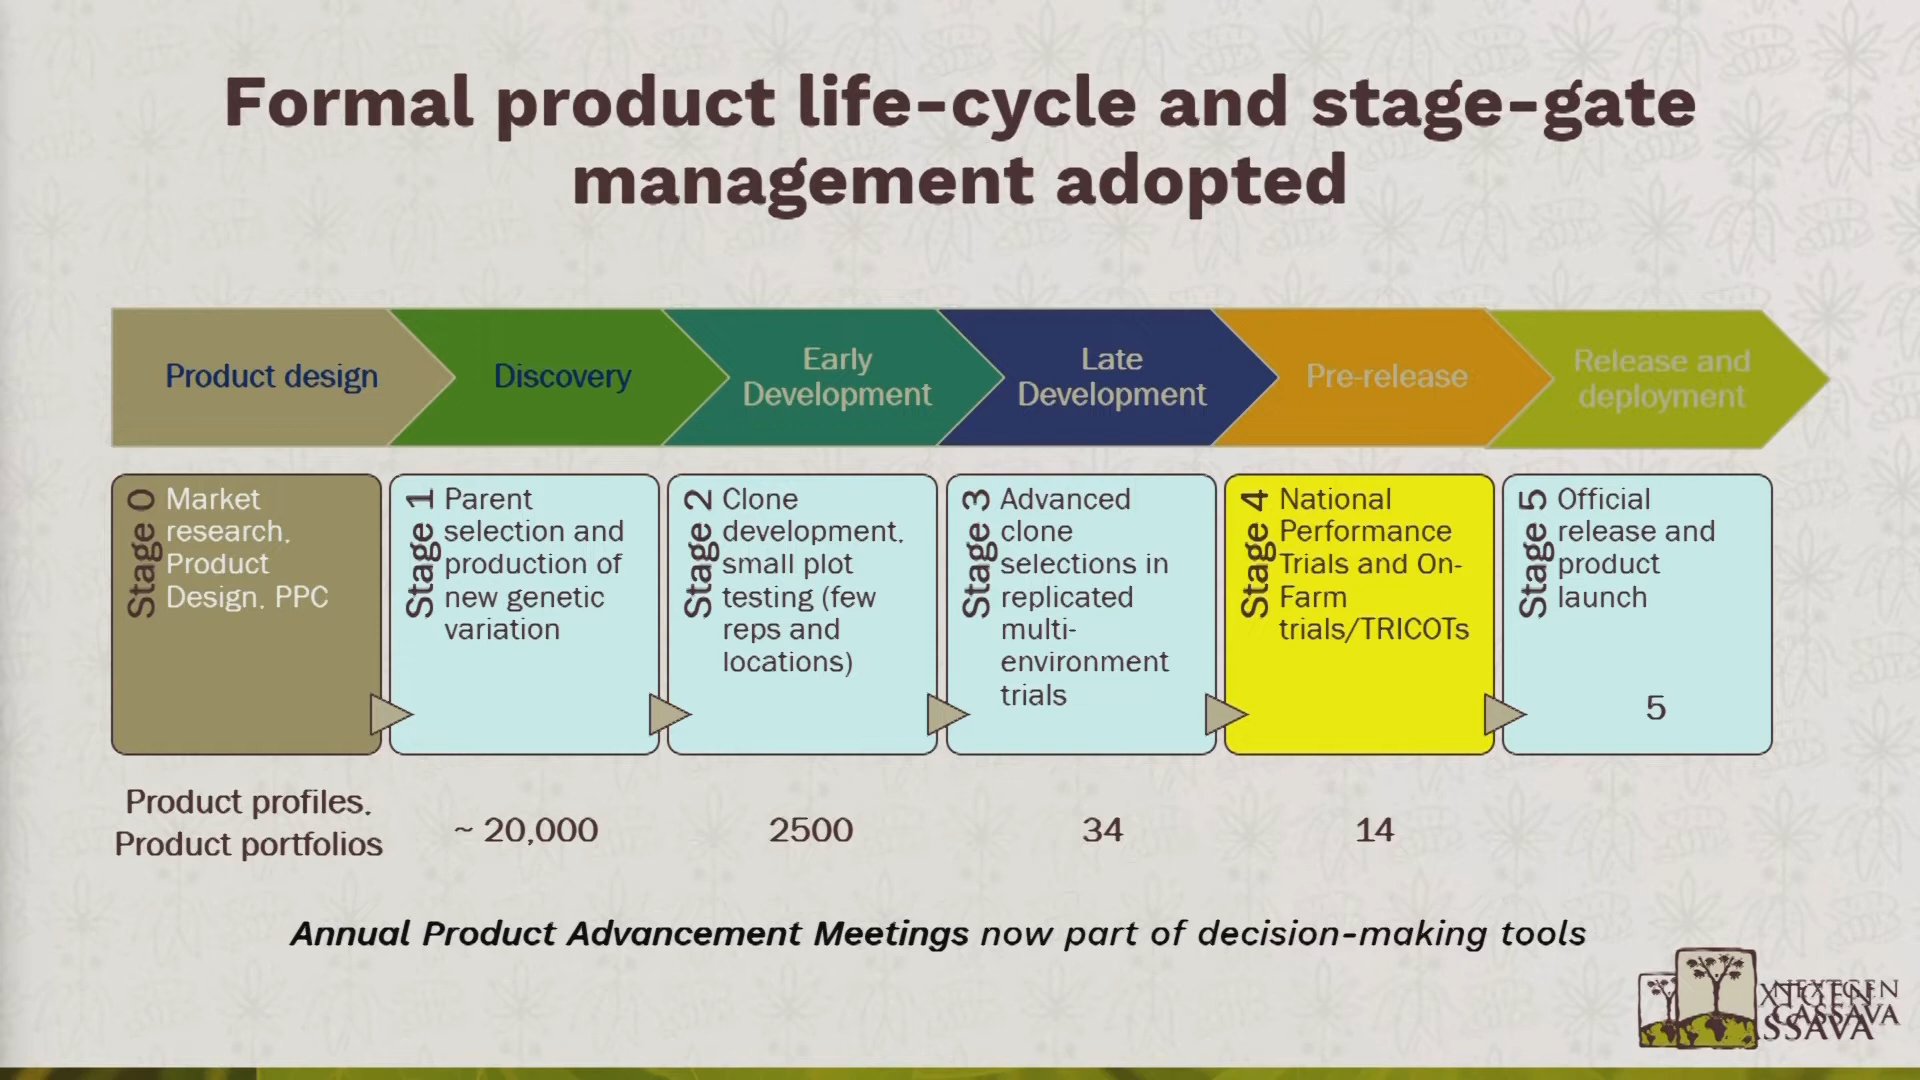 Formal product life-cycle and stage-gate
management adopted
Product design
Discovery
Early
Development
Late
Development
Pre-release
Release and
deployment
Stage 0
Market
research,
Product
Design, PPC
Stage 1
Parent
selection and
production of
new genetic
variation
Stage 2
Clone
development,
small plot
testing (few
reps and
locations)
Stage 3
Advanced
clone
selections in
replicated
multi-
environment
trials
Stage 4
National
Performance
Trials and On-
Farm
trials/TRICOTs
Stage 5
Official
release and
product
launch
5
Product profiles,
Product portfolios
~ 20,000
2500
34
14
Annual Product Advancement Meetings now part of decision-making tools
NEXTGEN
CASSAVA